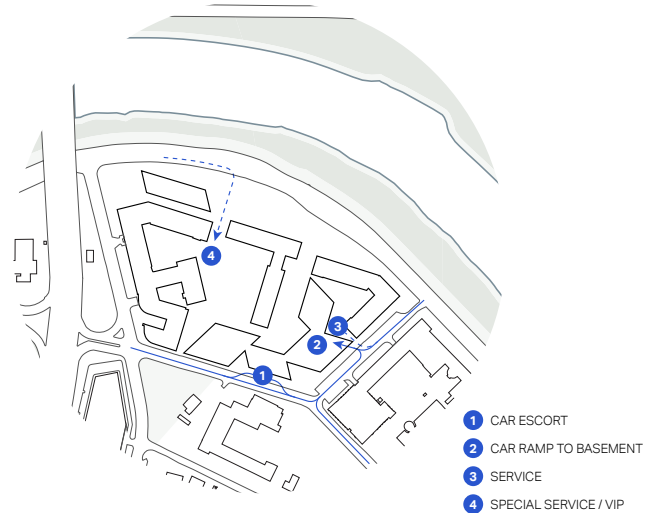 4
3
2
1
1 CAR ESCORT
2 CAR RAMP TO BASEMENT
3 SERVICE
4 SPECIAL SERVICE / VIP